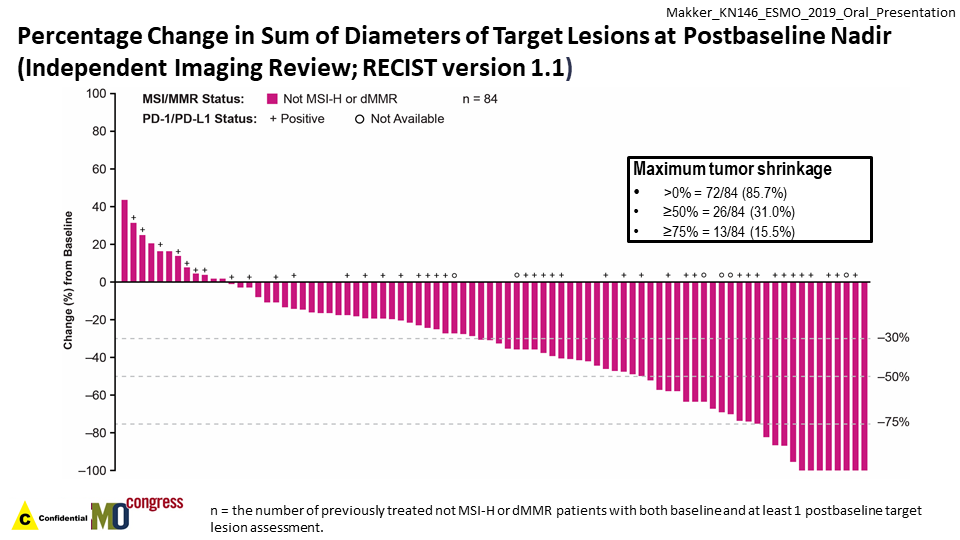 Makker_KN146_ESMO_2019_Oral_Presentation
Percentage Change in Sum of Diameters of Target Lesions at Postbaseline Nadir
(Independent Imaging Review; RECIST version 1.1)
MSI/MMR Status: Not MSI-H or dMMR n = 84
PD-1/PD-L1 Status: + Positive O Not Available
Maximum tumor shrinkage
• >0% = 72/84 (85.7%)
• ≥50% = 26/84 (31.0%)
• ≥75% = 13/84 (15.5%)
Change (%) from Baseline
100
80
60
40
20
0
–20
–40
–60
–80
–100
–30%
–50%
–75%
C Confidential
MO congress
n = the number of previously treated not MSI-H or dMMR patients with both baseline and at least 1 postbaseline target
lesion assessment.